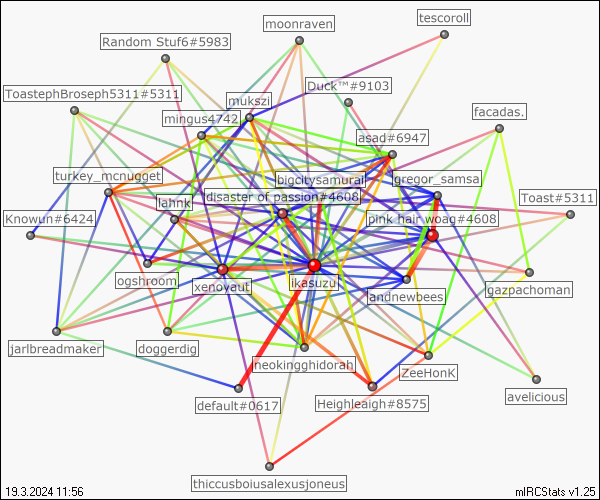 tescoroll
moonraven
Random Stuf6#5983
Duck™#9103
ToastephBroseph5311#5311
mukszi
facadas.
mingus4742
asad#6947
turkey_mcnugget
bigcitysamurai
gregor_samsa
disaster of passion#4608
Toast#5311
lahnk
Knowun#6424
pink hair woag#4608
ogshroom
xenoveut
ikasuzu
andnewbees
gazpachoman
jarlbreadmaker
doggerdig
neokingghidorah
ZeeHonK
default#0617
Heighleaigh#8575
avelicious
thiccusboiusalexusjoneus
19.3.2024 11:56
mIRCStats v1.25